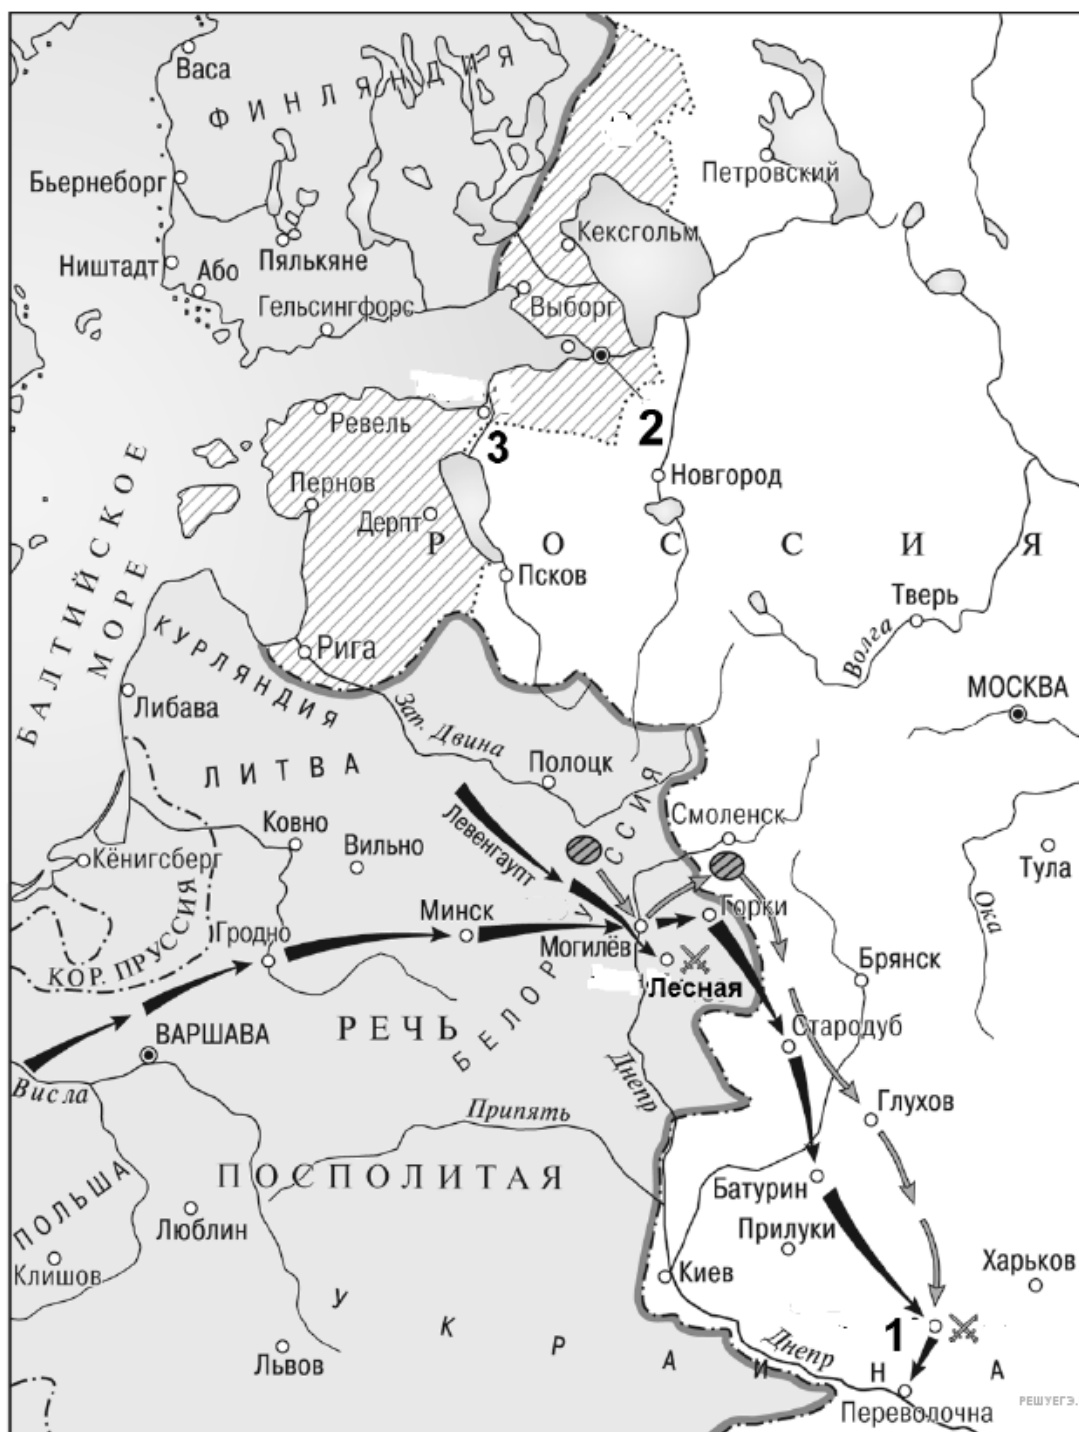 Васа
ФИНЛЯНДИЯ
Петровский
Бьернеборг
Кексгольм
Пялькяне
Ништадт
Або
Гельсингфорс
Выборг
2
Ревель
3
Новгород
Пернов
Дерпт
РОССИЯ
Псков
БАЛТИЙСКОЕ
МОРЕ
Тверь
Волга
КУРЛЯНДИЯ
Рига
МОСКВА
Либава
Зап. Двина
ЛИТВА
Полоцк
Смоленск
Левенгаупт
Ковно
Вильно
Кёнигсберг
Тула
Ока
Минск
Горки
КОР. ПРУССИЯ
Гродно
Могилёв
Брянск
Лесная
БЕЛОРУССИЯ
Стародуб
ВАРШАВА
РЕЧЬ
Висла
Днепр
Глухов
Припять
ПОСПОЛИТАЯ
ПОЛЬША
Батурин
Люблин
Прилуки
Клишов
Киев
Харьков
1
УКРАИНА
Львов
Днепр
Переволочна
РЕШУЕГЭ.